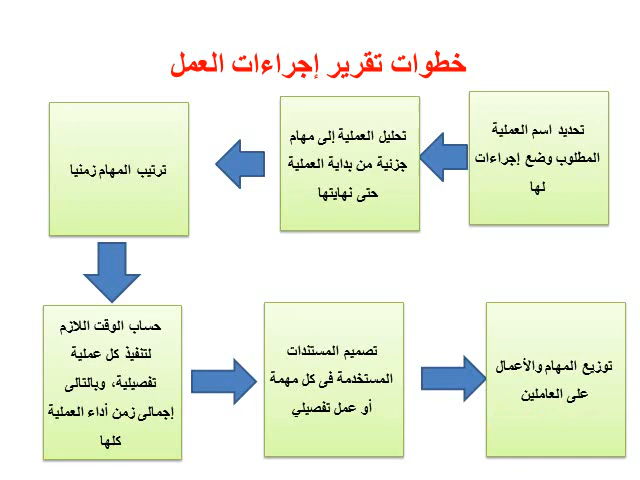 خطوات تقرير إجراءات العمل
تحديد اسم العملية
المطلوب وضع إجراءات
لها
تحليل العملية إلى مهام
جزئية من بداية العملية
حتى نهايتها
ترتيب المهام زمنيا
حساب الوقت اللازم
لتنفيذ كل عملية
تفصيلية، وبالتالى
إجمالى زمن أداء العملية
كلها
تصميم المستندات
المستخدمة فى كل مهمة
أو عمل تفصيلي
توزيع المهام والأعمال
على العاملين